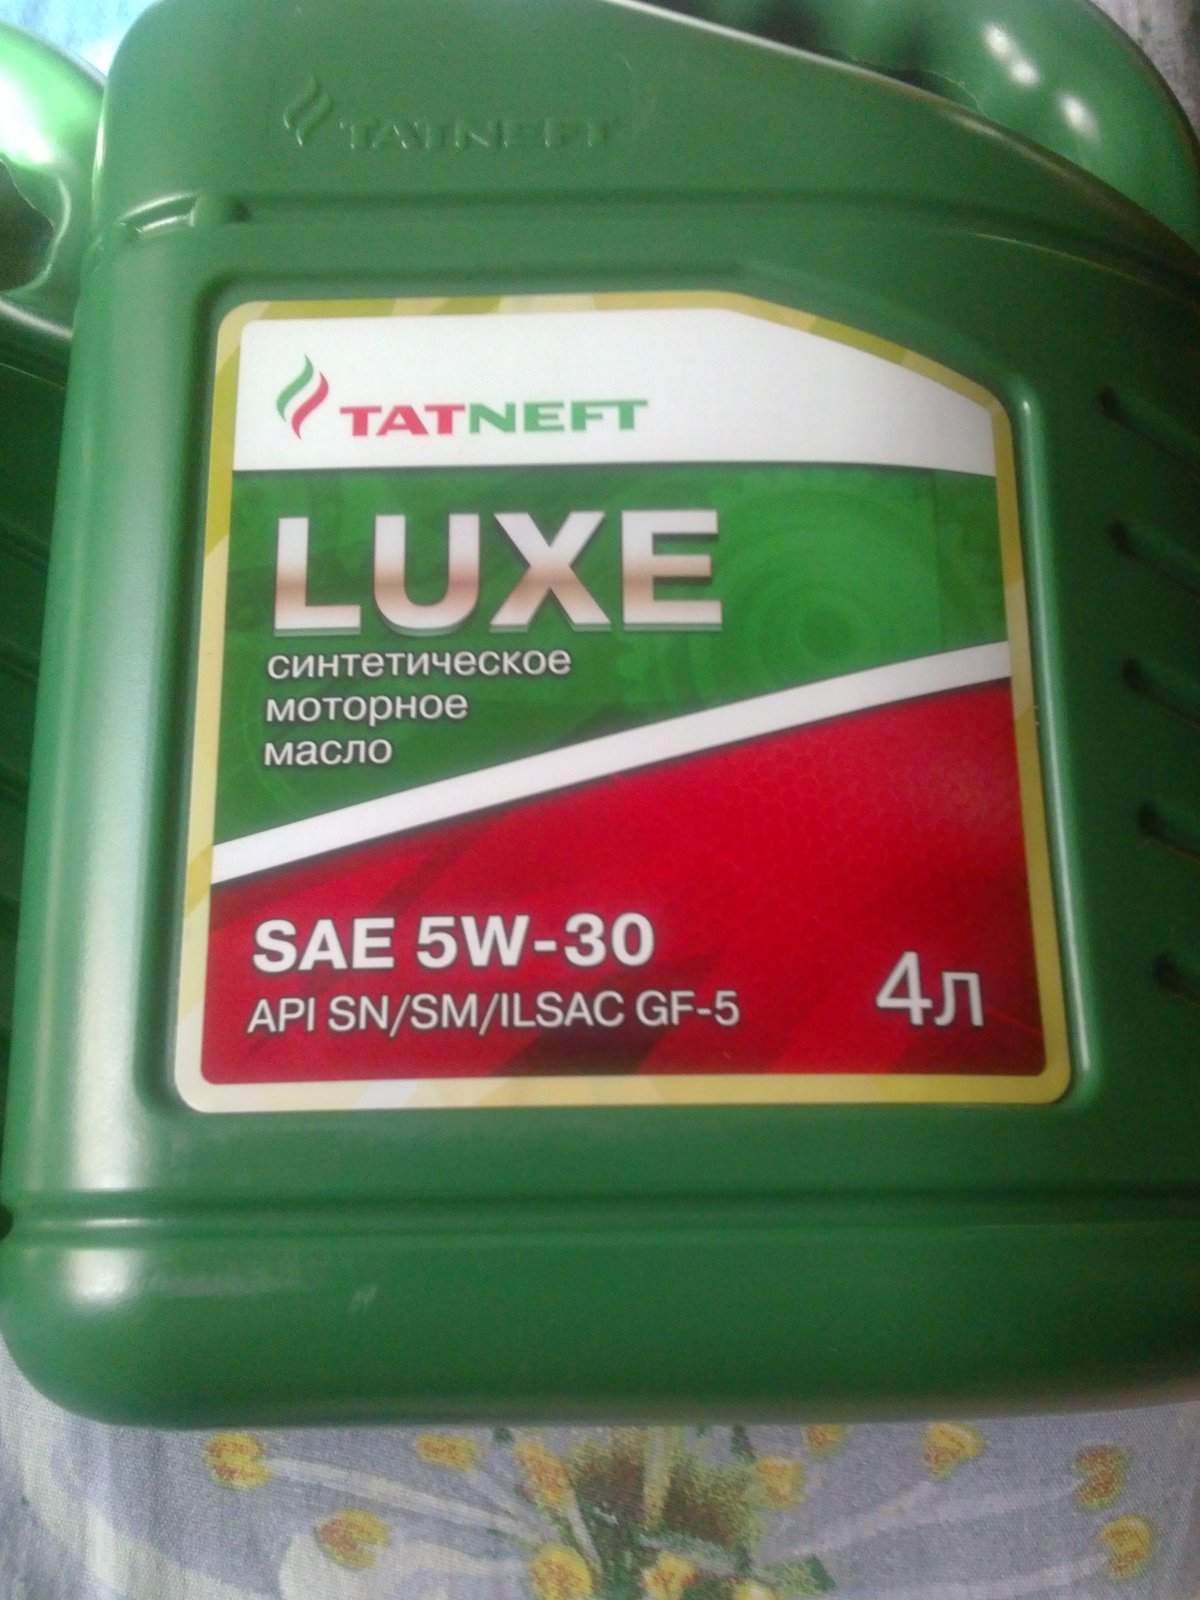 TATNEFT
TATNEFT
LUXE
синтетическое
моторное
масло
SAE 5W-30
API SN/SM/ILSAC GF-5
4л